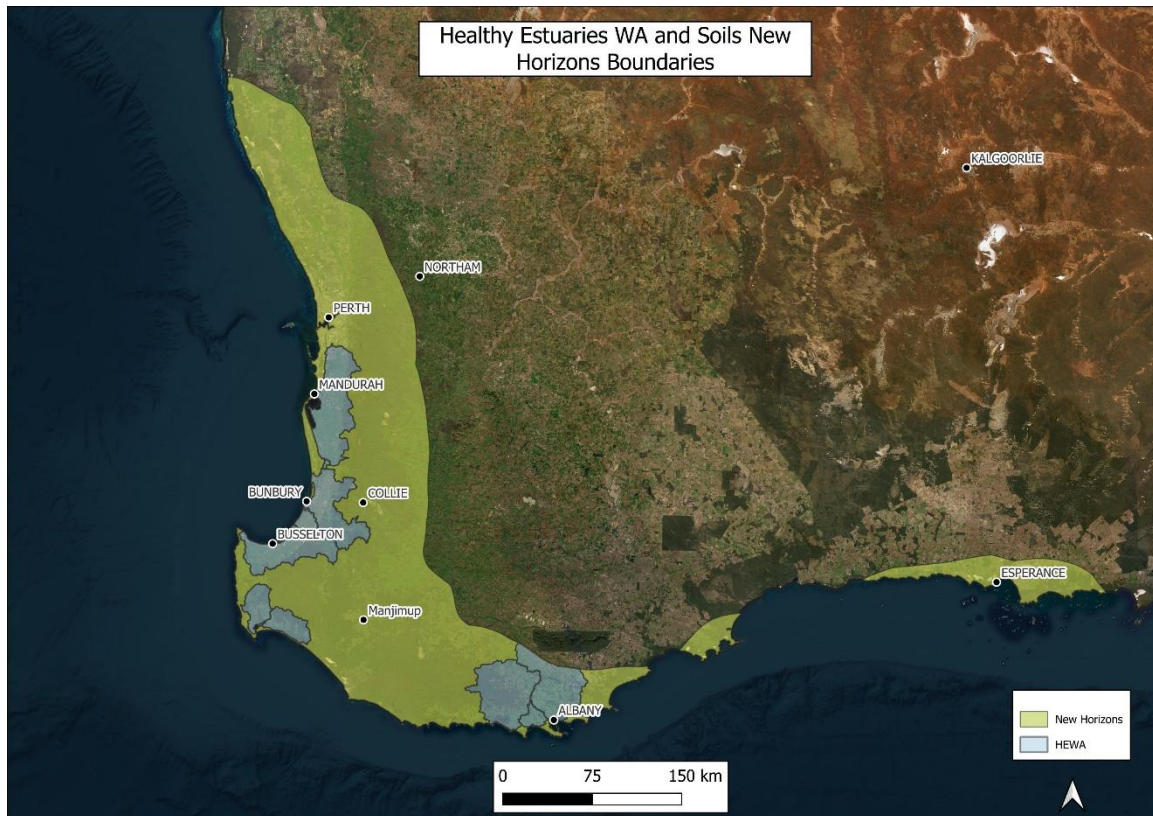 Healthy Estuaries WA and Soils New
Horizons Boundaries
KALGOORLIE
NORTHAM
PERTH
MANDURAH
BUNBURY
COLLIE
BUSSELTON
ESPERANCE
Manjimup
ALBANY
New Horizons
HEWA
0 75 150 km